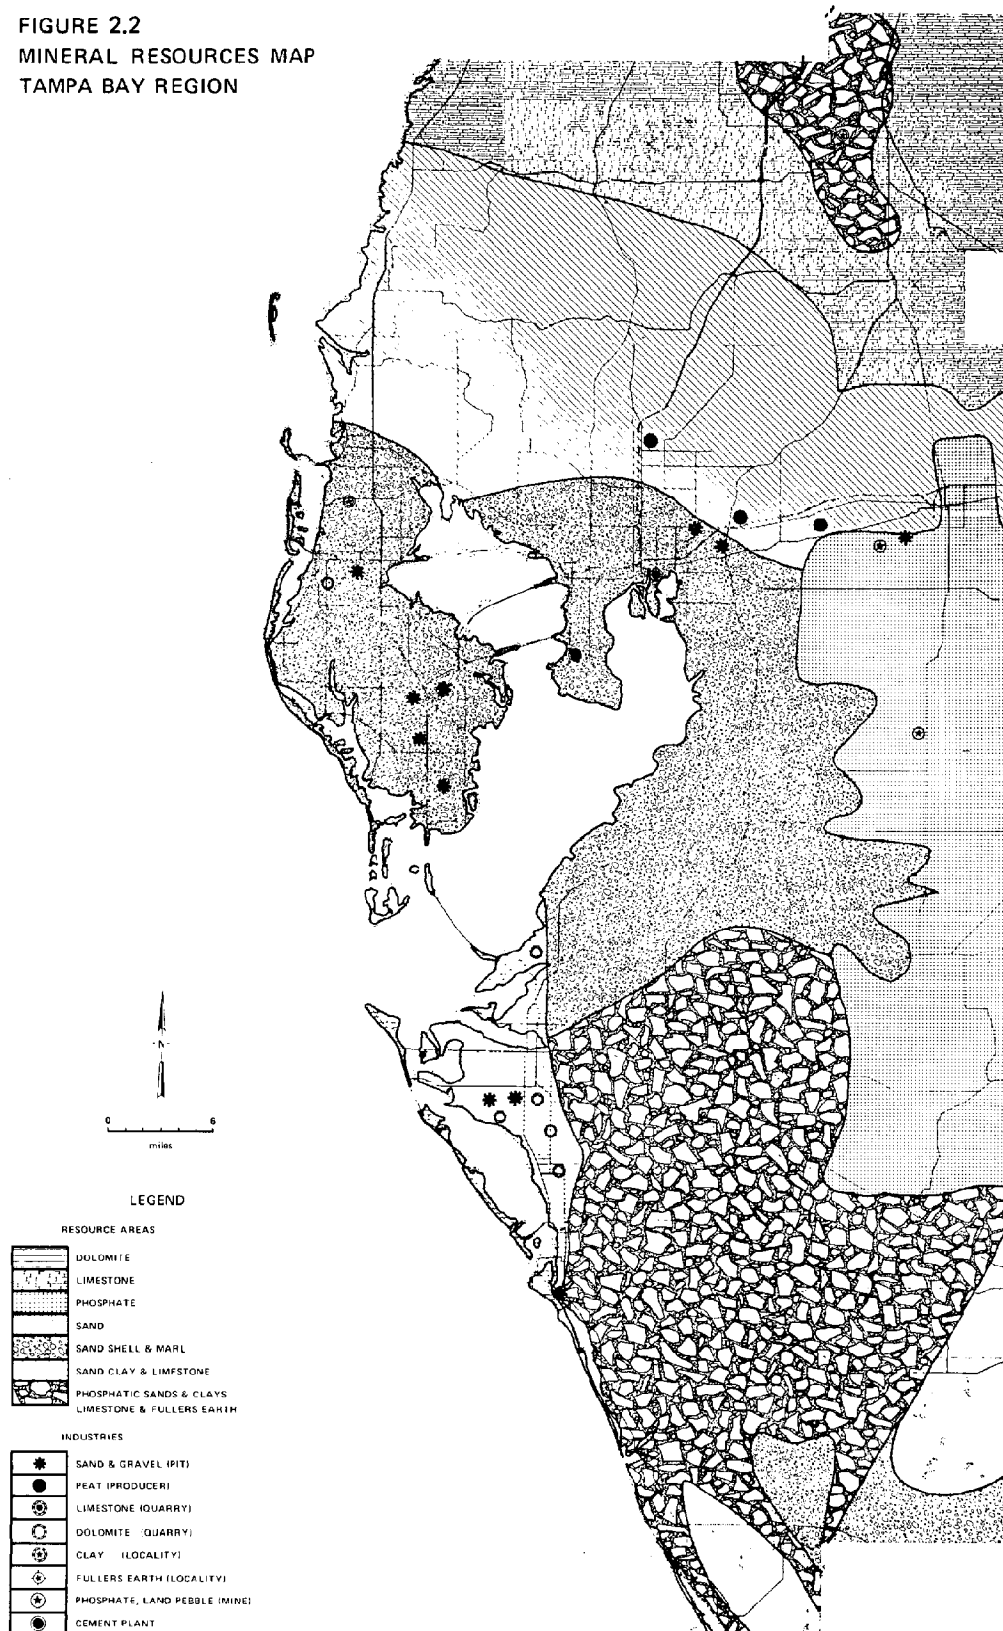 FIGURE 2.2
MINERAL RESOURCES MAP
TAMPA BAY REGION
N
0 6
miles
LEGEND
RESOURCE AREAS
DOLOMITE
LIMESTONE
PHOSPHATE
SAND
SAND SHELL & MARL
SAND CLAY & LIMESTONE
PHOSPHATIC SANDS & CLAYS
LIMESTONE & FULLERS EARTH
INDUSTRIES
SAND & GRAVEL (PIT)
PEAT (PRODUCER)
LIMESTONE (QUARRY)
DOLOMITE (QUARRY)
CLAY (LOCALITY)
FULLERS EARTH (LOCALITY)
PHOSPHATE, LAND PEBBLE (MINE)
CEMENT PLANT